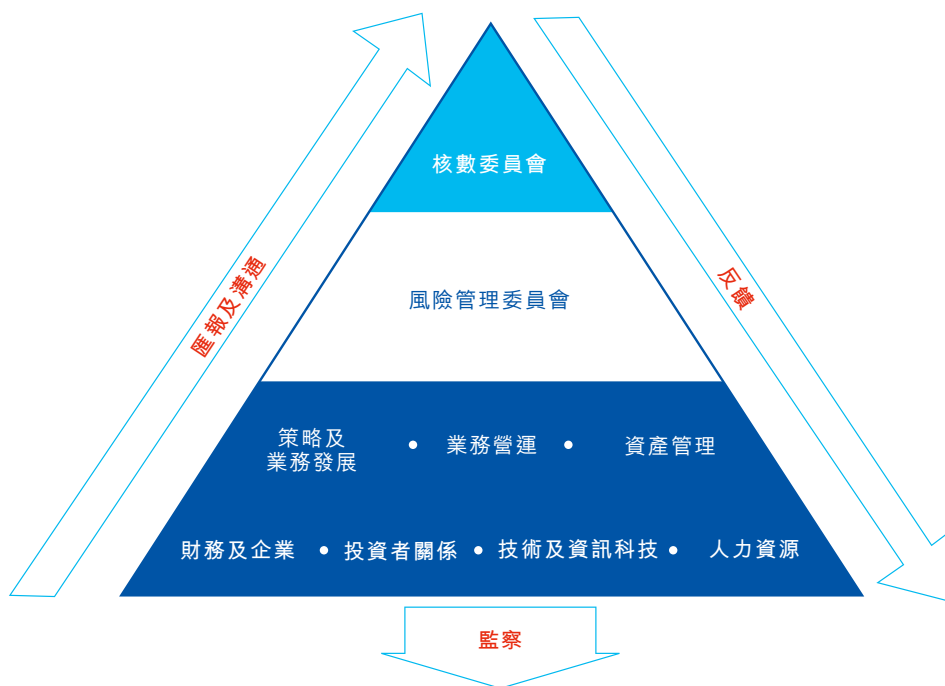 核數委員會
匯報及溝通
風險管理委員會
反饋
策略及
業務發展 • 業務營運 • 資產管理
財務及企業 • 投資者關係 • 技術及資訊科技 • 人力資源
監察